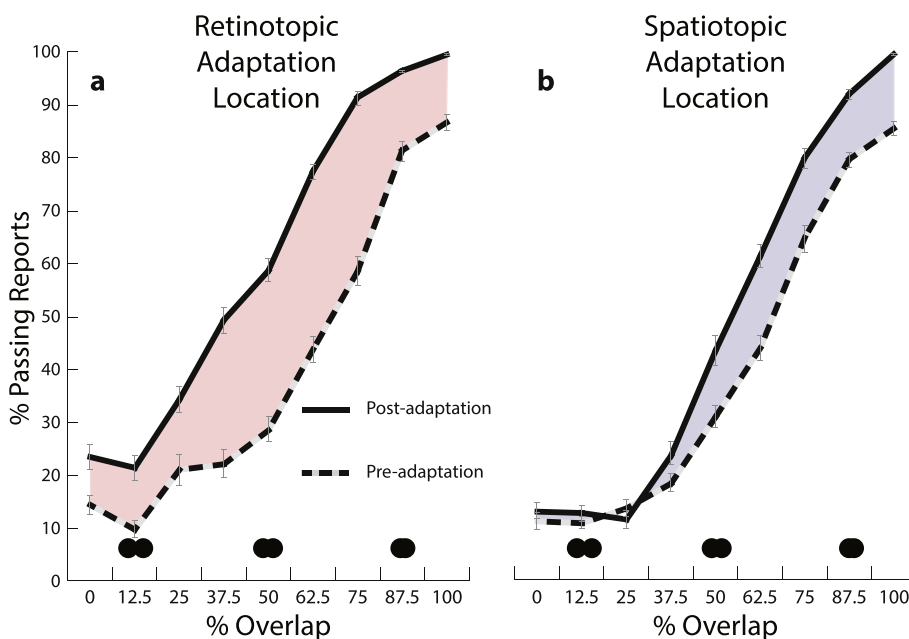 Retinotopic
Adaptation
Location
Spatiotopic
Adaptation
Location
a
b
% Passing Reports
100
90
80
70
60
50
40
30
20
10
0
Post-adaptation
Pre-adaptation
0 12.5 25 37.5 50 62.5 75 87.5 100
0 12.5 25 37.5 50 62.5 75 87.5 100
% Overlap
% Overlap